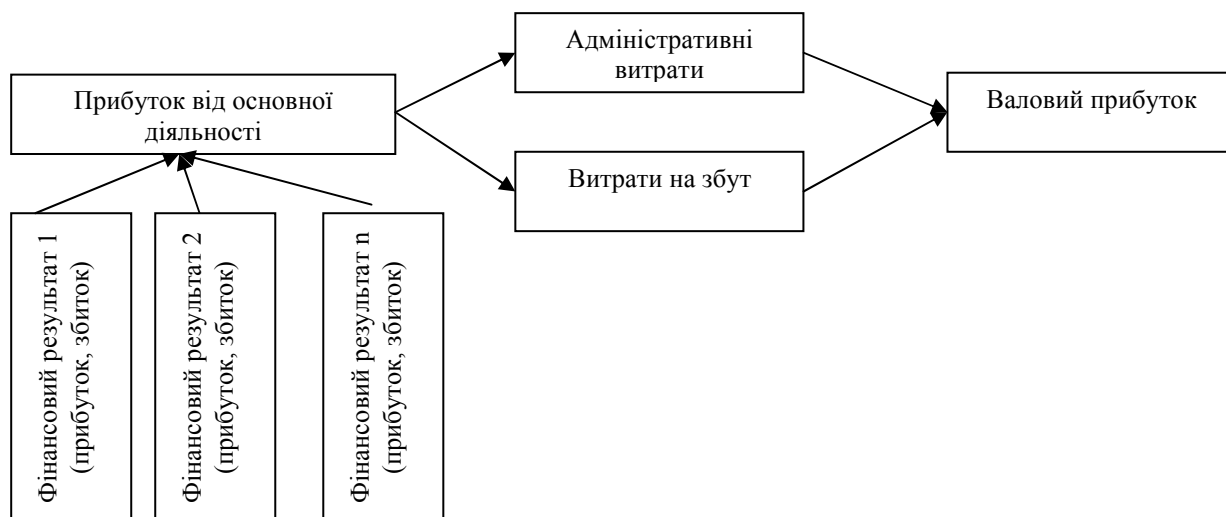 Адміністративні
витрати
Прибуток від основної
діяльності
Валовий прибуток
Витрати на збут
Фінансовий результат 1
(прибуток, збиток)
Фінансовий результат 2
(прибуток, збиток)
Фінансовий результат n
(прибуток, збиток)